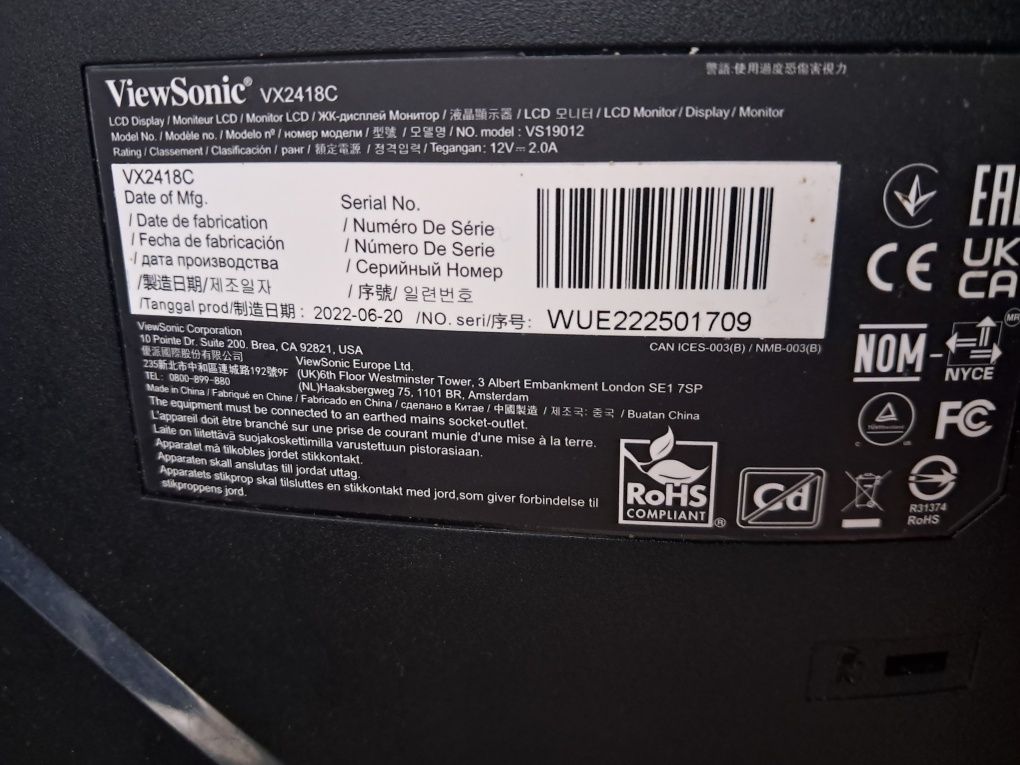 警語:使用過度恐傷害視力
ViewSonic® VX2418C
LCD Display / Moniteur LCD / Monitor LCD / ЖК-дисплей Монитор / 液晶顯示器 / LCD 모니터 / LCD Monitor / Display / Monitor
Model No. / Modèle no. / Modelo nº / номер модели / 型號 / 모델명 / NO. model : VS19012
Rating / Classement / Clasificación / ранг / 額定電源 / 정격입력 / Tegangan: 12V⎓ 2.0A
VX2418C
Date of Mfg.
/ Date de fabrication
/ Fecha de fabricación
/ дата производства
/製造日期/제조일자
/Tanggal prod/制造日期 : 2022-06-20
Serial No.
/ Numéro De Série
/ Número De Serie
/ Серийный Номер
/ 序號/ 일련번호
/NO. seri/序号: WUE222501709
CAN ICES-003(B) / NMB-003(B)
ViewSonic Corporation
10 Pointe Dr. Suite 200. Brea, CA 92821, USA
優派國際股份有限公司
235新北市中和區連城路192號9F
TEL: 0800-899-880
ViewSonic Europe Ltd.
(UK)6th Floor Westminster Tower, 3 Albert Embankment London SE1 7SP
(NL)Haaksbergweg 75, 1101 BR, Amsterdam
Made in China / Fabriqué en Chine / Fabricado en China / сделано в Китае / 中國製造 / 제조국: 중국 / Buatan China
The equipment must be connected to an earthed mains socket-outlet.
L'appareil doit être branché sur une prise de courant munie d'une mise à la terre.
Laite on liitettävä suojakoskettimilla varustettuun pistorasiaan.
Apparatet må tilkobles jordet stikkontakt.
Apparaten skall anslutas till jordat uttag.
Apparatets stikprop skal tilsluttes en stikkontakt med jord,som giver forbindelse til
stikproppens jord.
RoHS
COMPLIANT ®
Cd
EAC
CE
UK
CA
NOM-
NYCE
MR
FC
C US
R31374
RoHS